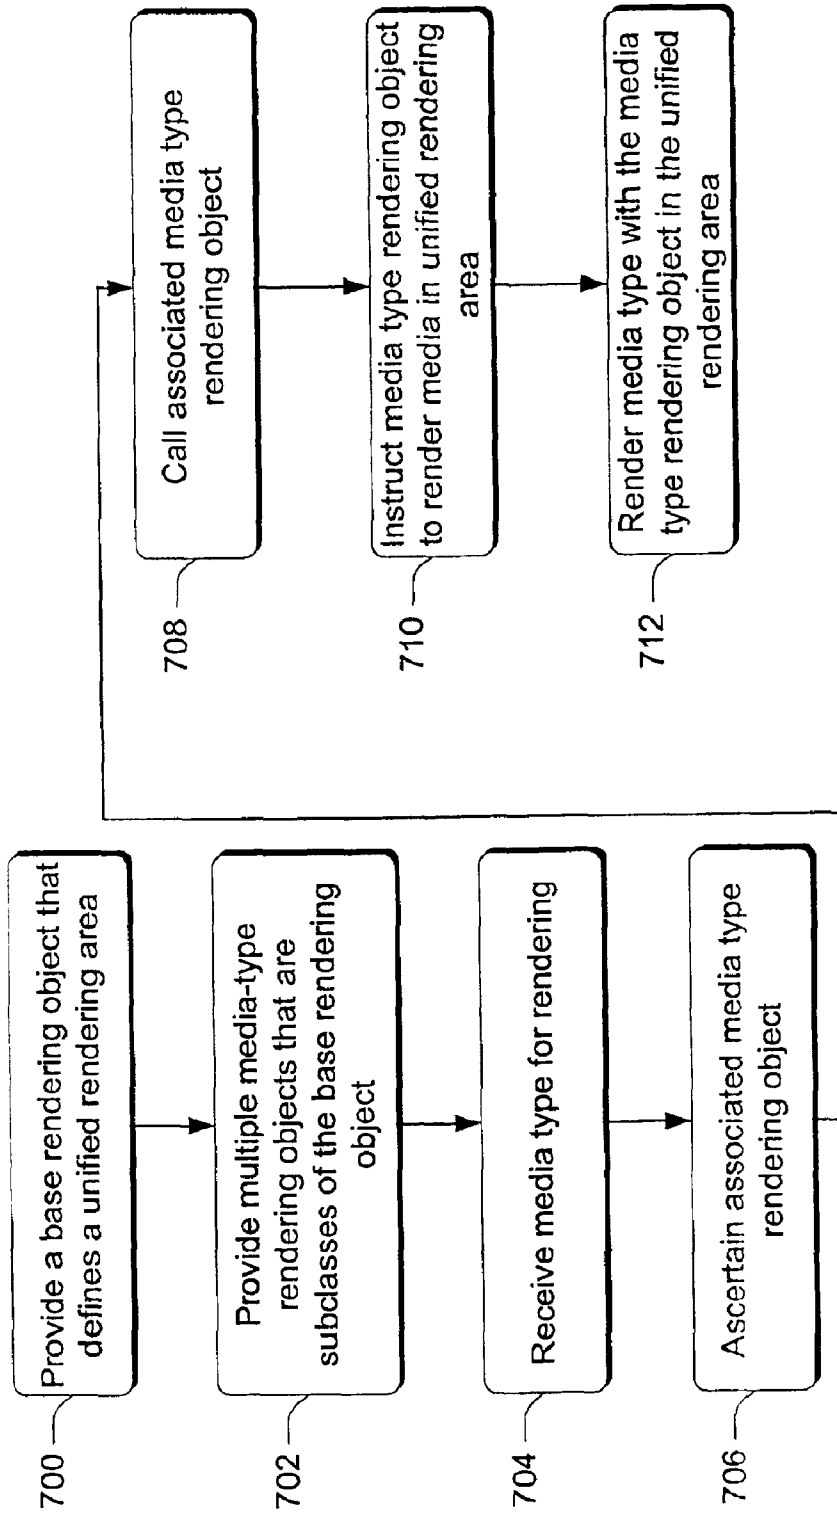 700
Provide a base rendering object that
defines a unified rendering area
702
Provide multiple media-type
rendering objects that are
subclasses of the base rendering
object
704
Receive media type for rendering
706
Ascertain associated media type
rendering object
708
Call associated media type
rendering object
710
Instruct media type rendering object
to render media in unified rendering
area
712
Render media type with the media
type rendering object in the unified
rendering area